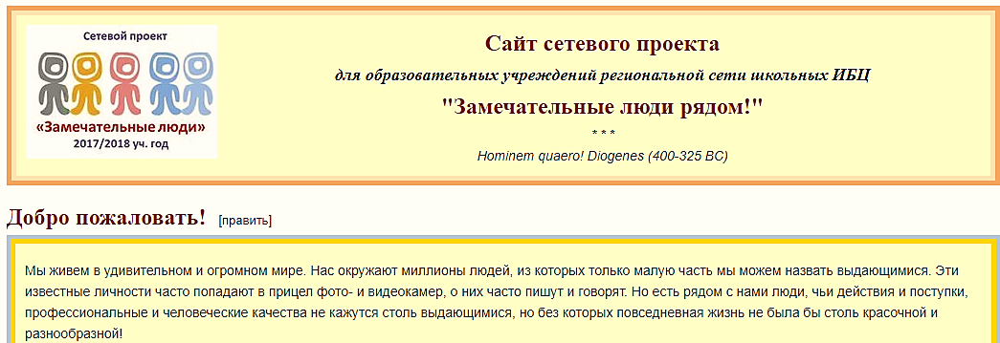 Сетевой проект
«Замечательные люди»
2017/2018 уч. год
Сайт сетевого проекта
для образовательных учреждений региональной сети школьных ИБЦ
"Замечательные люди рядом!"
* * *
Hominem quaero! Diogenes (400-325 BC)
Добро пожаловать! [править]
Мы живем в удивительном и огромном мире. Нас окружают миллионы людей, из которых только малую часть мы можем назвать выдающимися. Эти
известные личности часто попадают в прицел фото- и видеокамер, о них часто пишут и говорят. Но есть рядом с нами люди, чьи действия и поступки,
профессиональные и человеческие качества не кажутся столь выдающимися, но без которых повседневная жизнь не была бы столь красочной и
разнообразной!